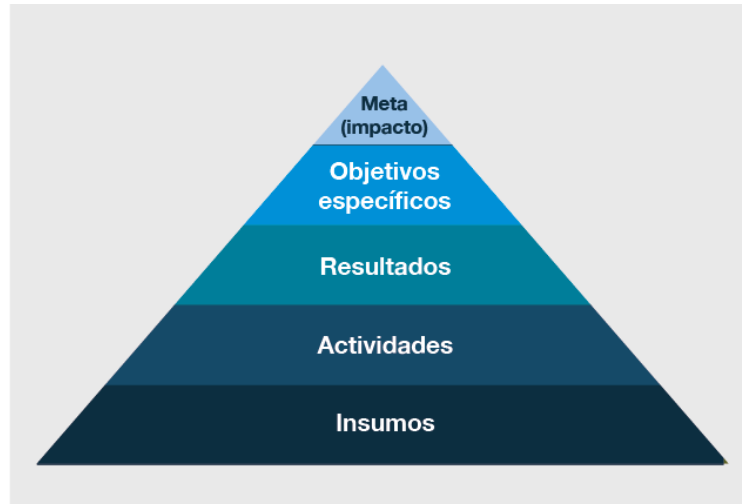 Meta
(impacto)
Objetivos
específicos
Resultados
Actividades
Insumos